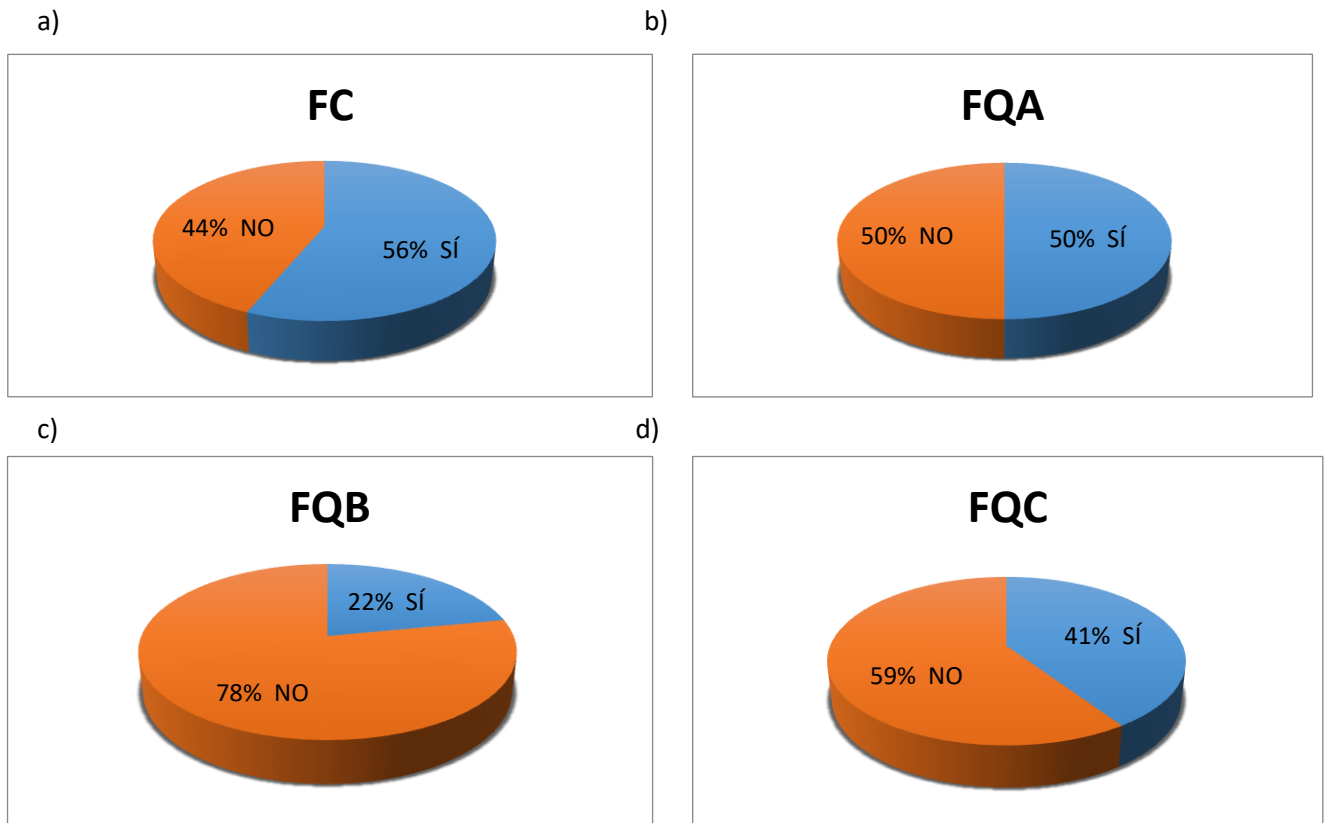 a)
b)
FC
FQA
44% NO
56% SÍ
50% NO
50% SÍ
c)
d)
FQB
FQC
22% SÍ
78% NO
41% SÍ
59% NO